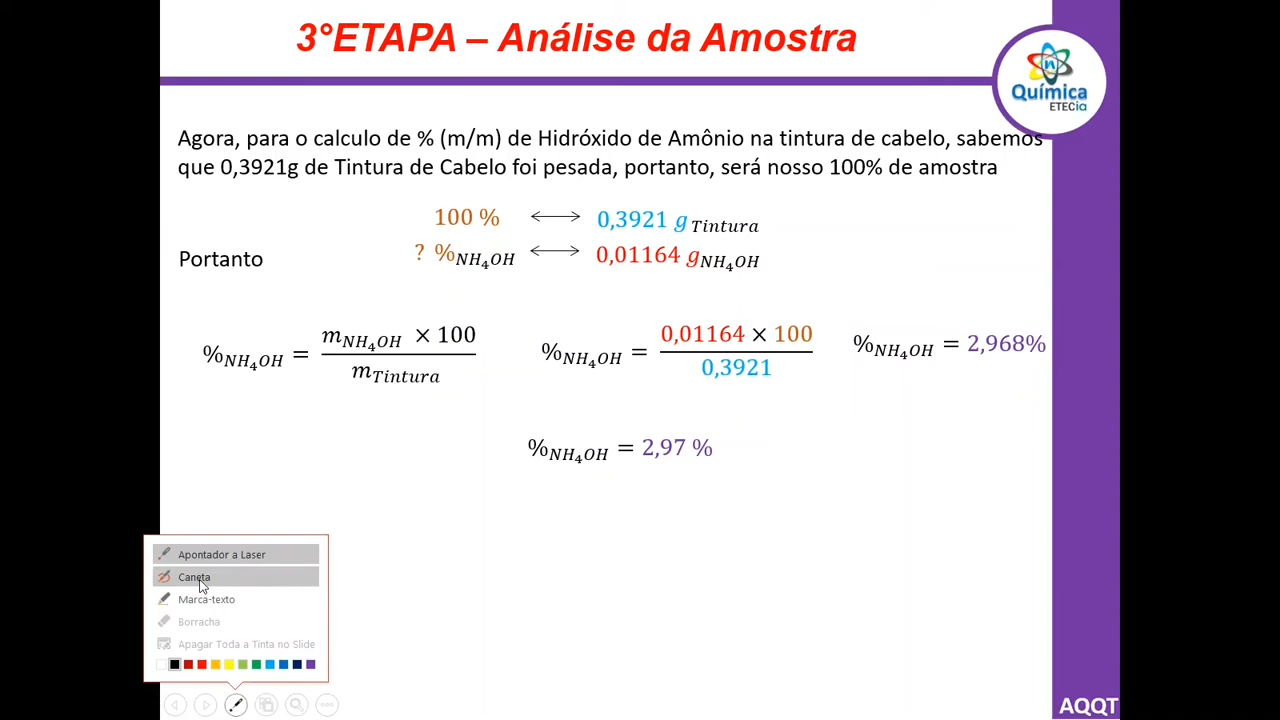 3°ETAPA – Análise da Amostra
Química
ETECia
Agora, para o calculo de % (m/m) de Hidróxido de Amônio na tintura de cabelo, sabemos
que 0,3921g de Tintura de Cabelo foi pesada, portanto, será nosso 100% de amostra
100 % ⟷ 0,3921 g Tintura
Portanto ? % NH₄OH ⟷ 0,01164 g NH₄OH
%NH₄OH = (mNH₄OH × 100) / mTintura
%NH₄OH = (0,01164 × 100) / 0,3921
%NH₄OH = 2,968%
%NH₄OH = 2,97 %
Apontador a Laser
Caneta
Marca-texto
Borracha
Apagar Toda a Tinta no Slide
AQQT